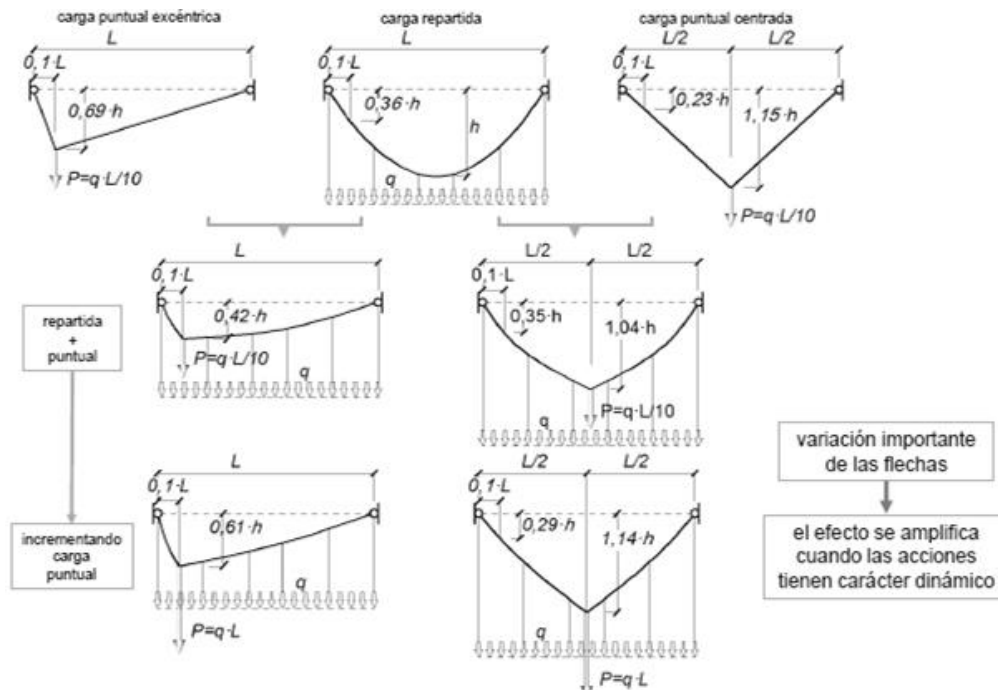 carga puntual excéntrica
L
0,1·L
0,69·h
P=q·L/10
carga repartida
L
0,1·L
0,36·h
h
q
carga puntual centrada
L/2
L/2
0,1·L
0,23·h
1,15·h
P=q·L/10
repartida
+
puntual
L
0,1·L
0,42·h
P=q·L/10
q
L/2
L/2
0,1·L
0,35·h
1,04·h
q
P=q·L/10
incrementando
carga
puntual
L
0,1·L
0,61·h
q
P=q·L
L/2
L/2
0,1·L
0,29·h
1,14·h
q
P=q·L
variación importante
de las flechas
el efecto se amplifica
cuando las acciones
tienen carácter dinámico